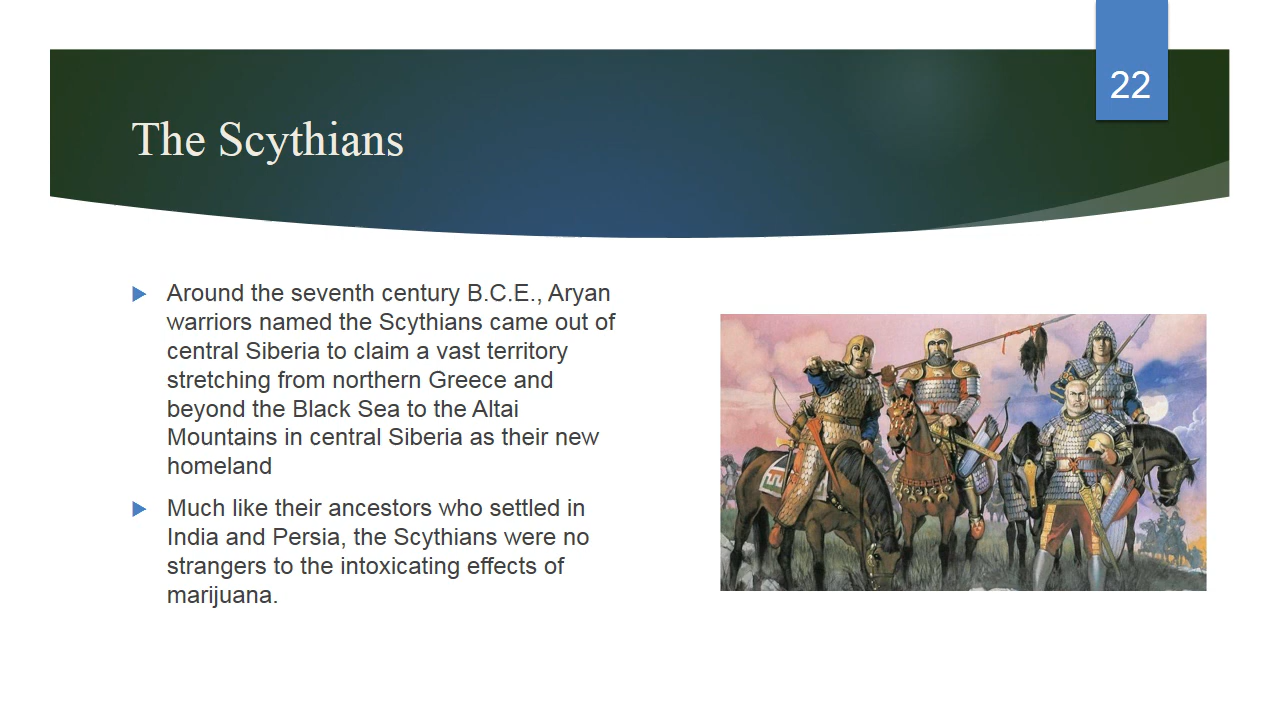 22
The Scythians
Around the seventh century B.C.E., Aryan
warriors named the Scythians came out of
central Siberia to claim a vast territory
stretching from northern Greece and
beyond the Black Sea to the Altai
Mountains in central Siberia as their new
homeland
Much like their ancestors who settled in
India and Persia, the Scythians were no
strangers to the intoxicating effects of
marijuana.